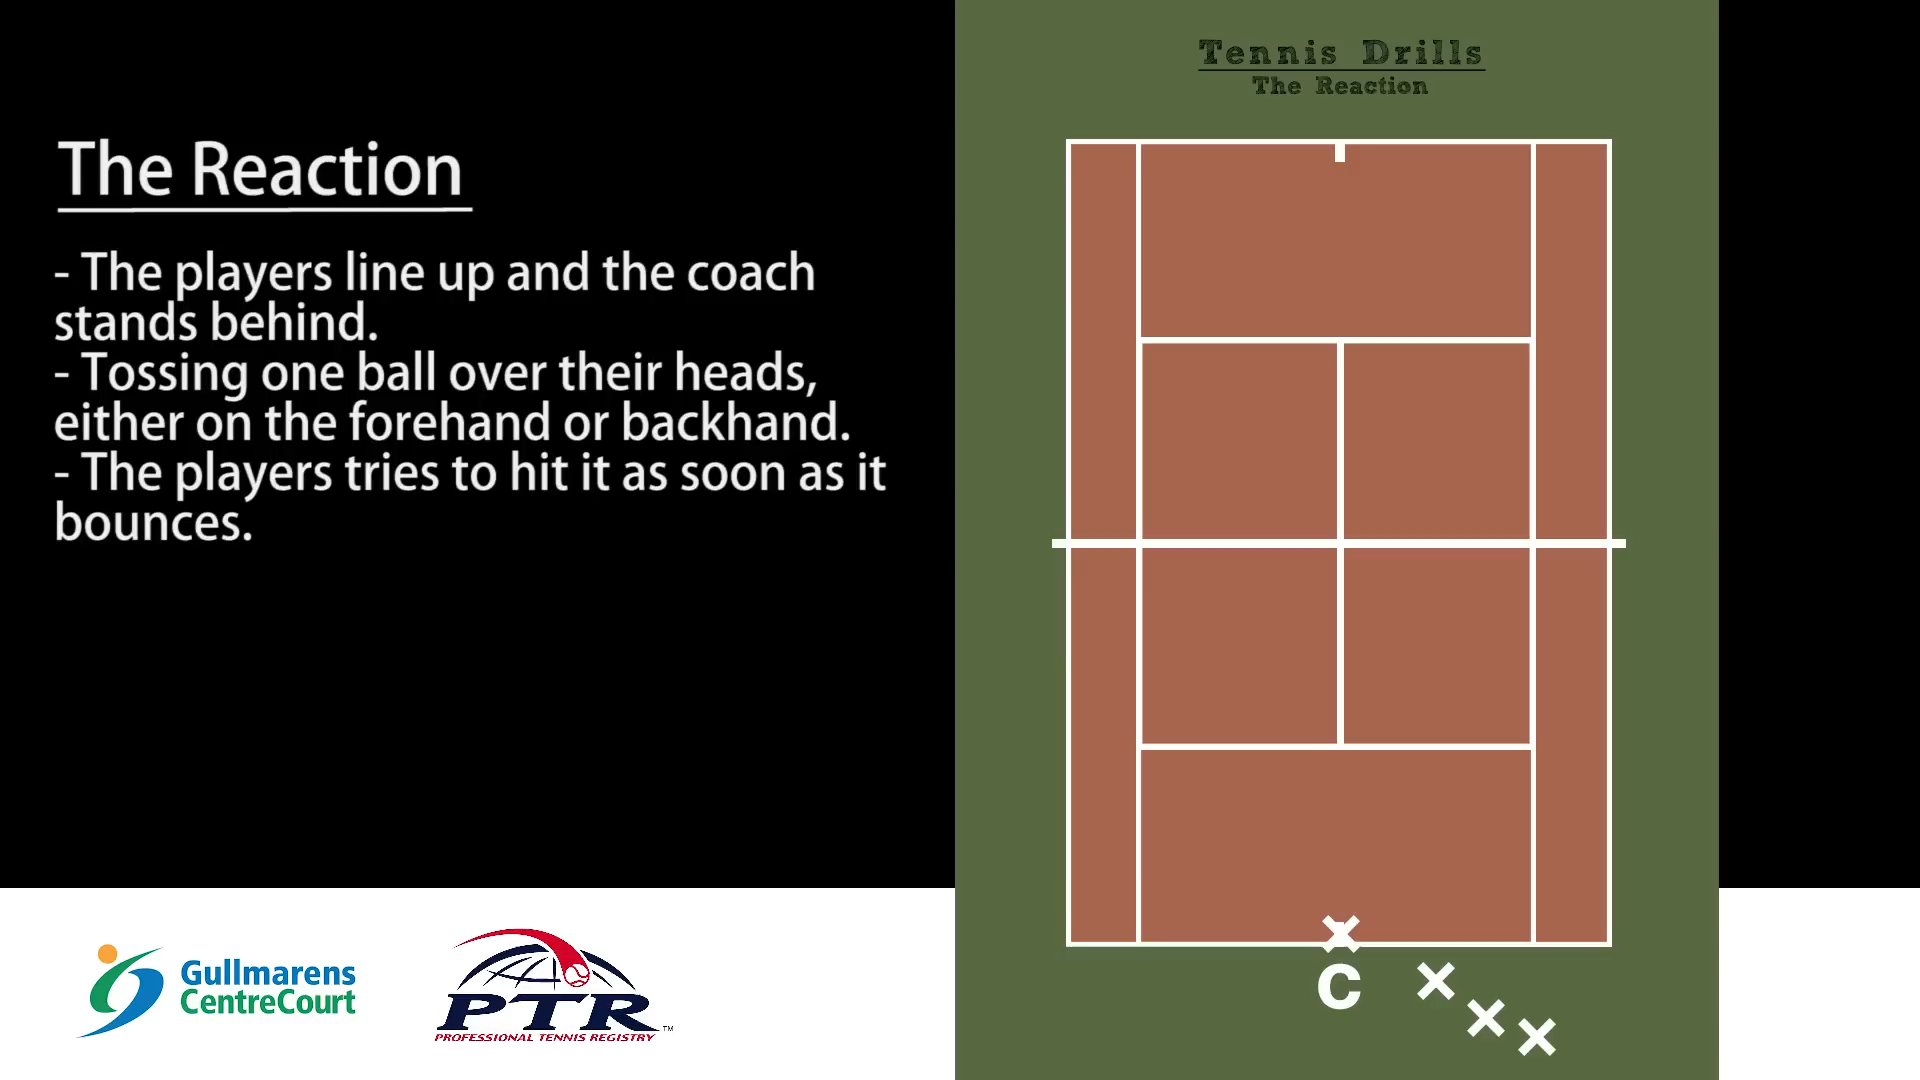 Tennis Drills
The Reaction
The Reaction
- The players line up and the coach
stands behind.
- Tossing one ball over their heads,
either on the forehand or backhand.
- The players tries to hit it as soon as it
bounces.
C
Gullmarens
CentreCourt
PTR™
PROFESSIONAL TENNIS REGISTRY